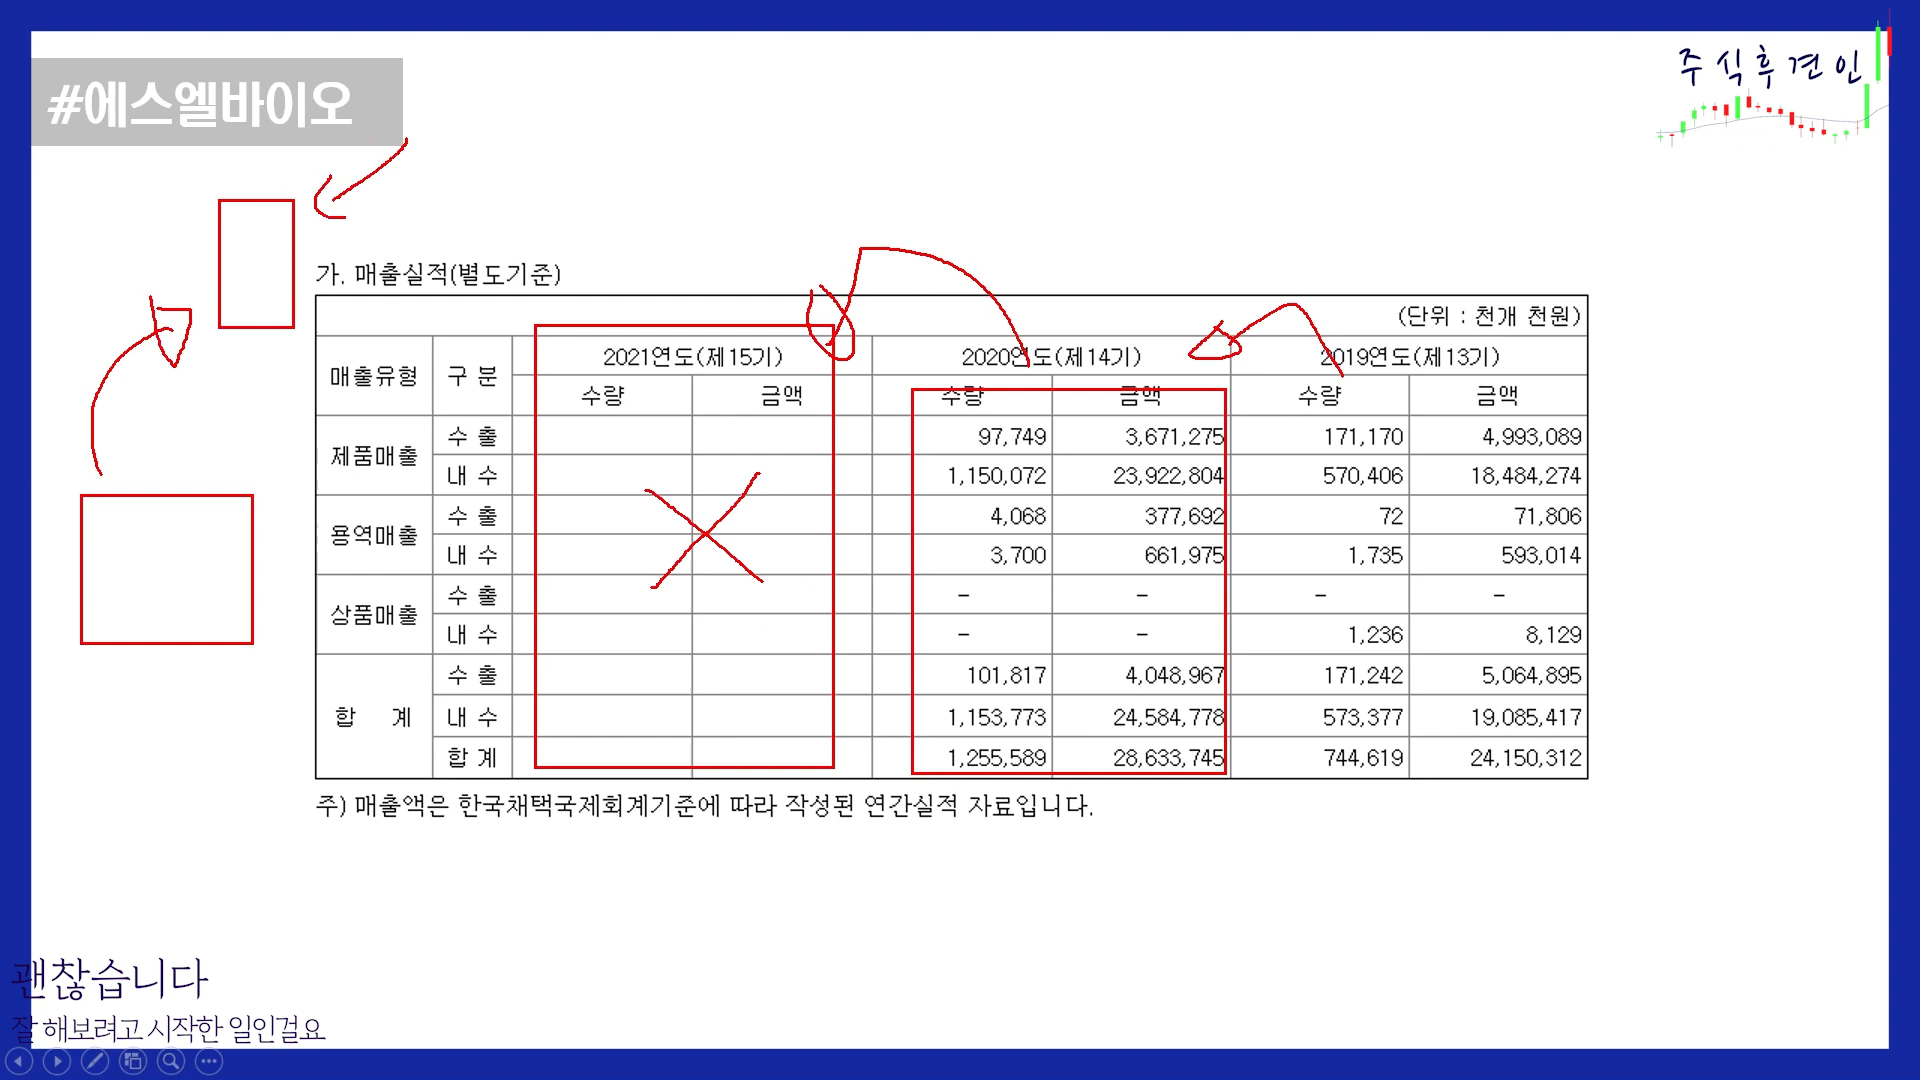 #에스엘바이오
주식후견인
가. 매출실적(별도기준)
(단위 : 천개 천원)
매출유형 구 분 2021연도(제15기) 2020연도(제14기) 2019연도(제13기)
수량 금액 수량 금액 수량 금액
제품매출 수 출 97,749 3,671,275 171,170 4,993,089
내 수 1,150,072 23,922,804 570,406 18,484,274
용역매출 수 출 4,068 377,692 72 71,806
내 수 3,700 661,975 1,735 593,014
상품매출 수 출 - - - -
내 수 - - 1,236 8,129
합 계 수 출 101,817 4,048,967 171,242 5,064,895
내 수 1,153,773 24,584,778 573,377 19,085,417
합 계 1,255,589 28,633,745 744,619 24,150,312
주) 매출액은 한국채택국제회계기준에 따라 작성된 연간실적 자료입니다.
괜찮습니다
잘 해보려고 시작한 일인걸요